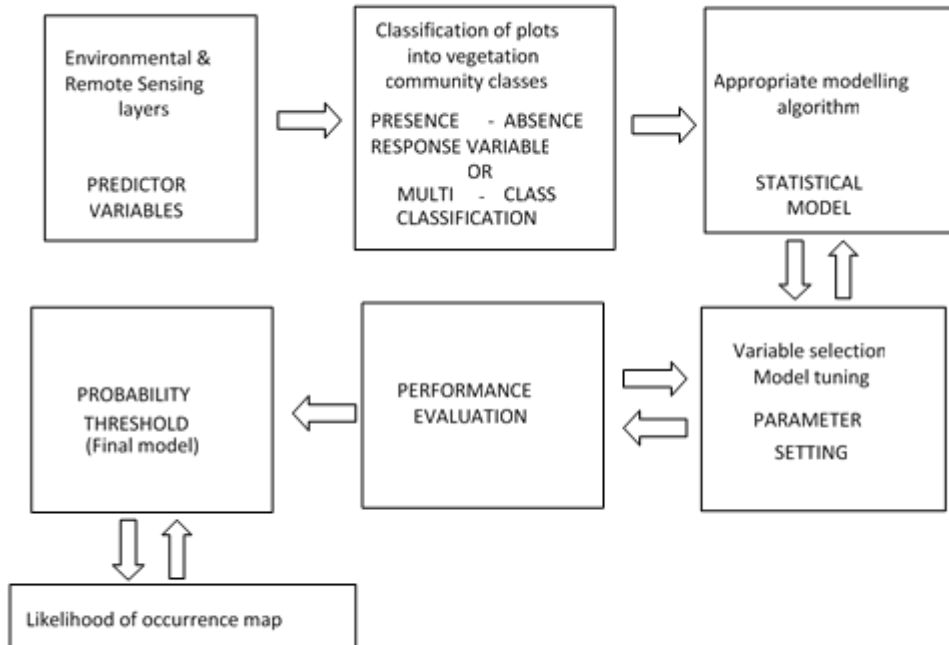 Environmental &
Remote Sensing
layers
PREDICTOR
VARIABLES
Classification of plots
into vegetation
community classes
PRESENCE - ABSENCE
RESPONSE VARIABLE
OR
MULTI - CLASS
CLASSIFICATION
Appropriate modelling
algorithm
STATISTICAL
MODEL
Variable selection
Model tuning
PARAMETER
SETTING
PERFORMANCE
EVALUATION
PROBABILITY
THRESHOLD
(Final model)
Likelihood of occurrence map